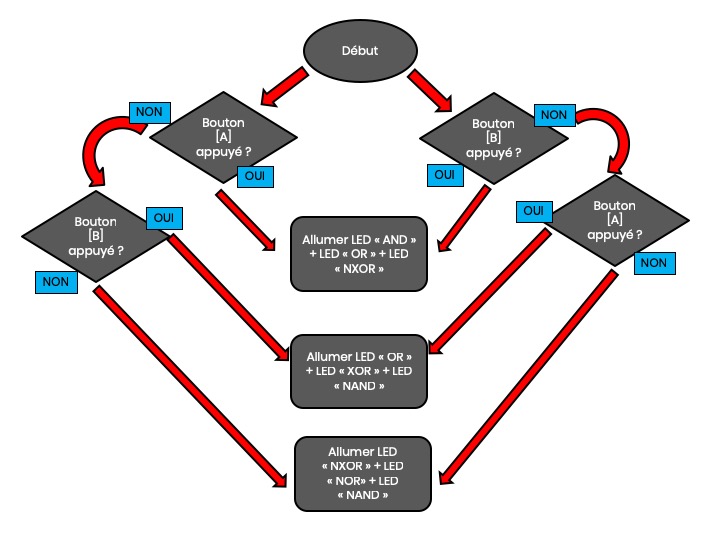 Début
NON
Bouton
[A]
appuyé ?
OUI
Bouton
[B]
appuyé ?
NON
OUI
Bouton
[B]
appuyé ?
OUI
NON
OUI
Bouton
[A]
appuyé ?
NON
Allumer LED « AND »
+ LED « OR » + LED
« NXOR »
Allumer LED « OR »
+ LED « XOR » + LED
« NAND »
Allumer LED
« NXOR » + LED
« NOR» + LED
« NAND »